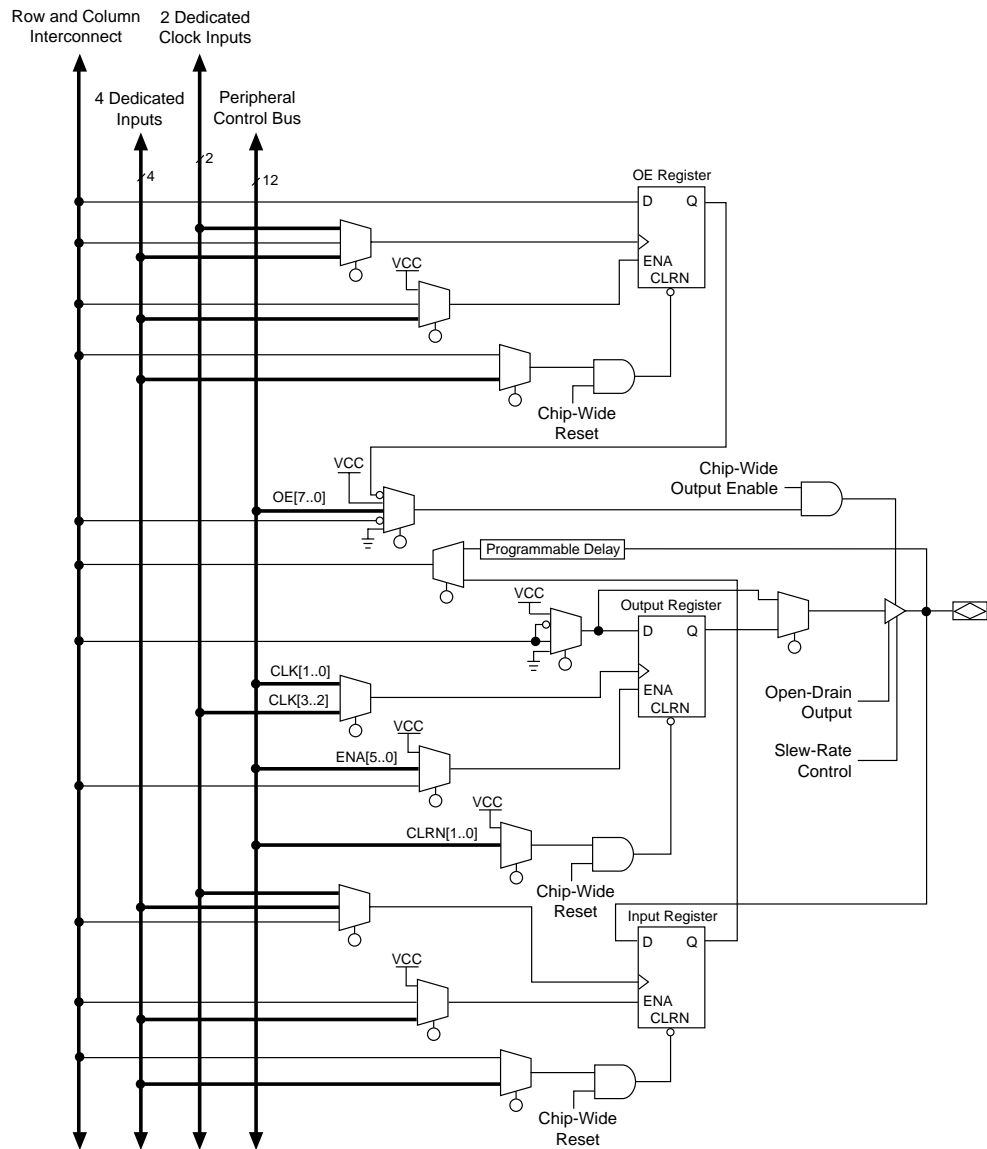 Row and Column
Interconnect
2 Dedicated
Clock Inputs
4 Dedicated
Inputs
Peripheral
Control Bus
2
4
12
OE Register
D Q
ENA
CLRN
VCC
Chip-Wide
Reset
VCC
OE[7..0]
Chip-Wide
Output Enable
Programmable Delay
VCC
Output Register
D Q
ENA
CLRN
CLK[1..0]
CLK[3..2]
Open-Drain
Output
VCC
ENA[5..0]
Slew-Rate
Control
VCC
CLRN[1..0]
Chip-Wide
Reset
Input Register
D Q
ENA
CLRN
VCC
Chip-Wide
Reset